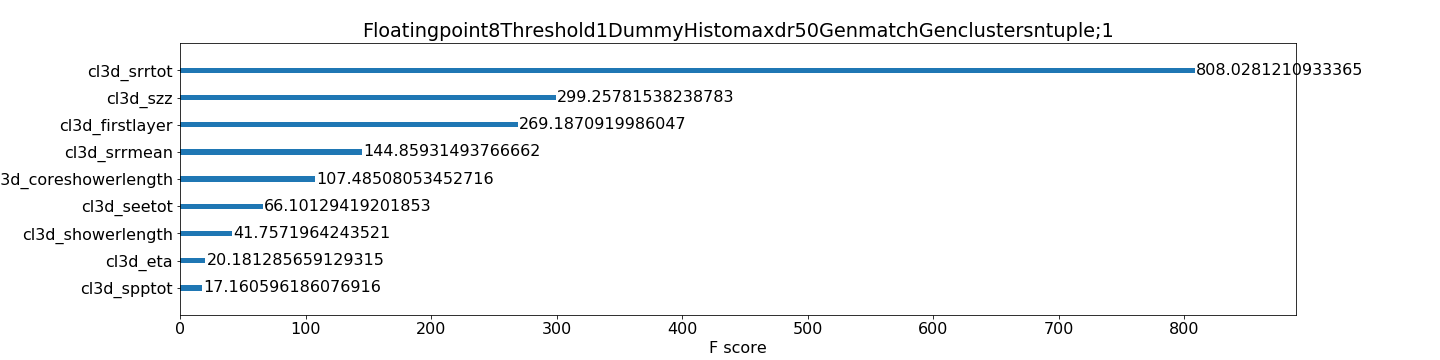 Floatingpoint8Threshold1DummyHistomaxdr50GenmatchGenclustersntuple;1
cl3d_srrtot 808.0281210933365
cl3d_szz 299.25781538238783
cl3d_firstlayer 269.1870919986047
cl3d_srrmean 144.85931493766662
3d_coreshowerlength 107.48508053452716
cl3d_seetot 66.10129419201853
cl3d_showerlength 41.7571964243521
cl3d_eta 20.181285659129315
cl3d_spptot 17.160596186076916
0 100 200 300 400 500 600 700 800
F score